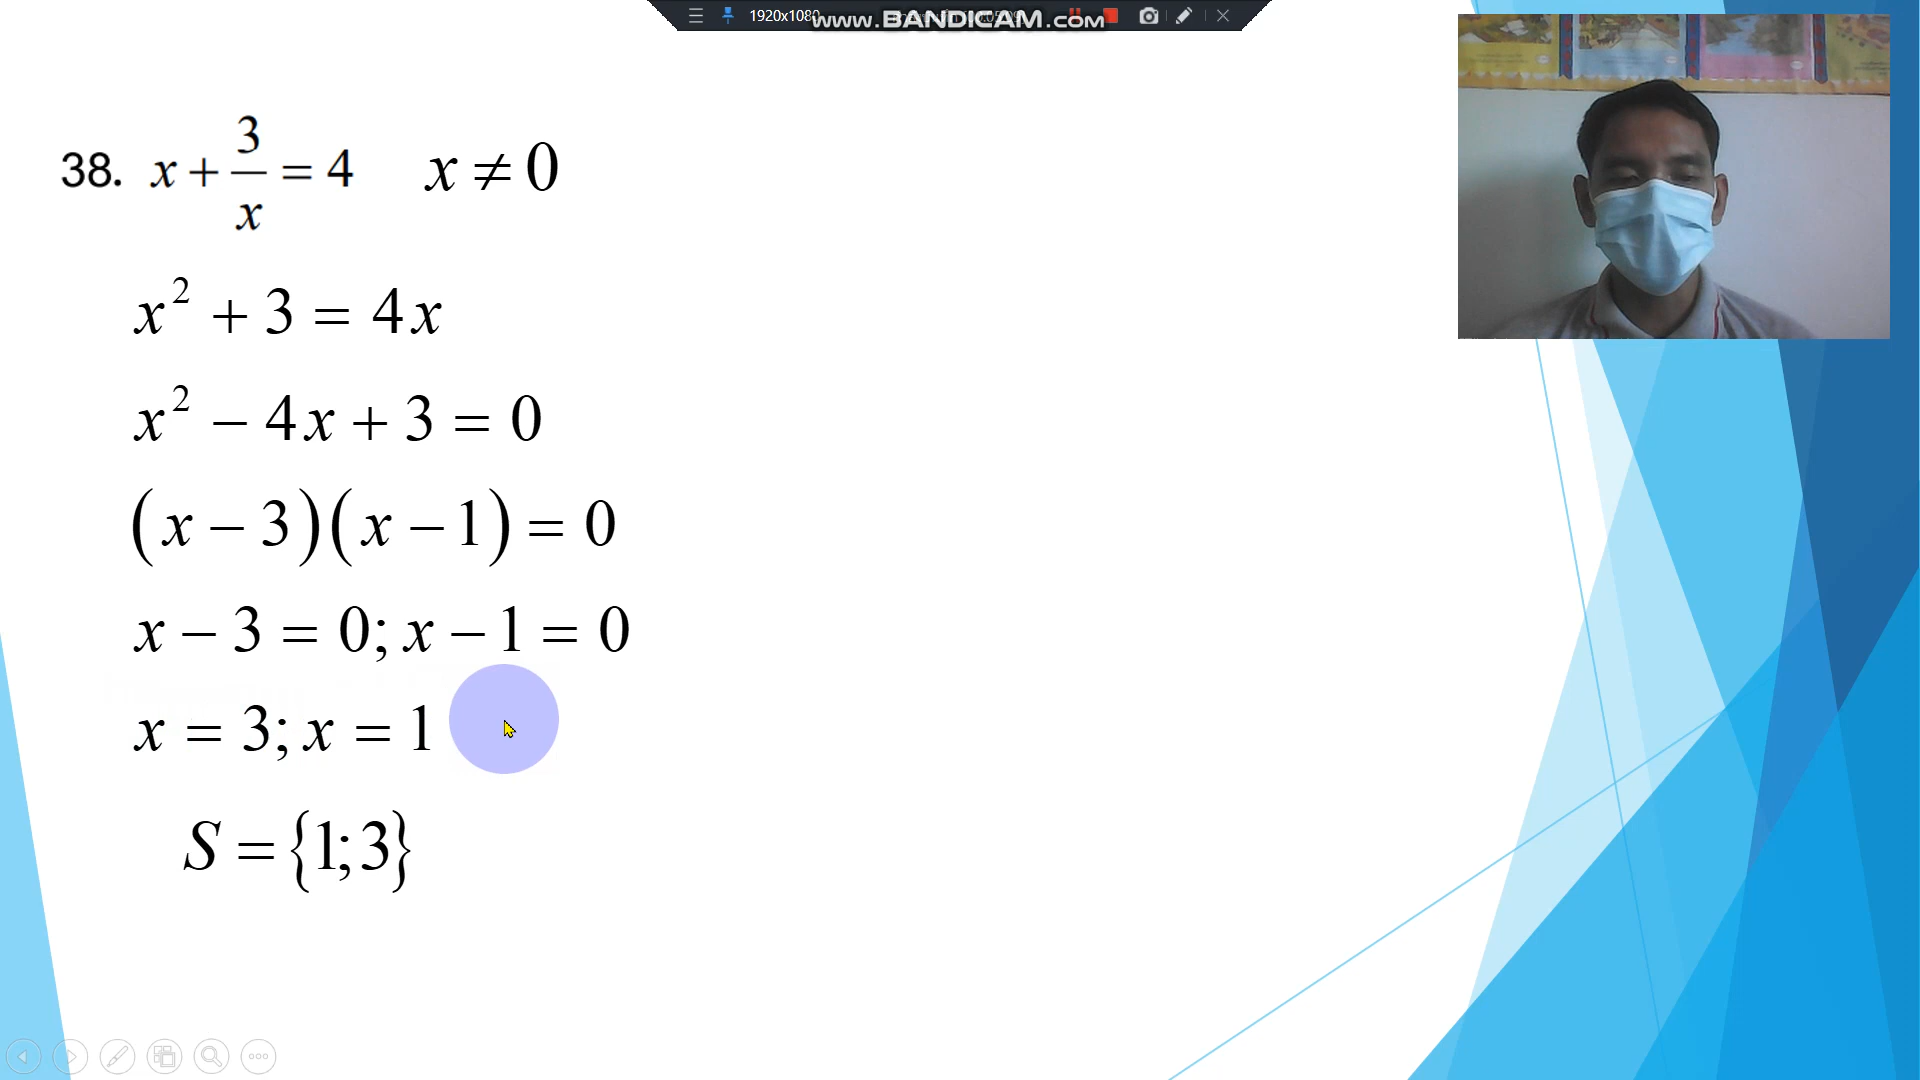 1920x1080
www.BANDICAM.com
38. x + 3/x = 4 x ≠ 0
x² + 3 = 4x
x² − 4x + 3 = 0
(x − 3)(x − 1) = 0
x − 3 = 0; x − 1 = 0
x = 3; x = 1
S = {1;3}